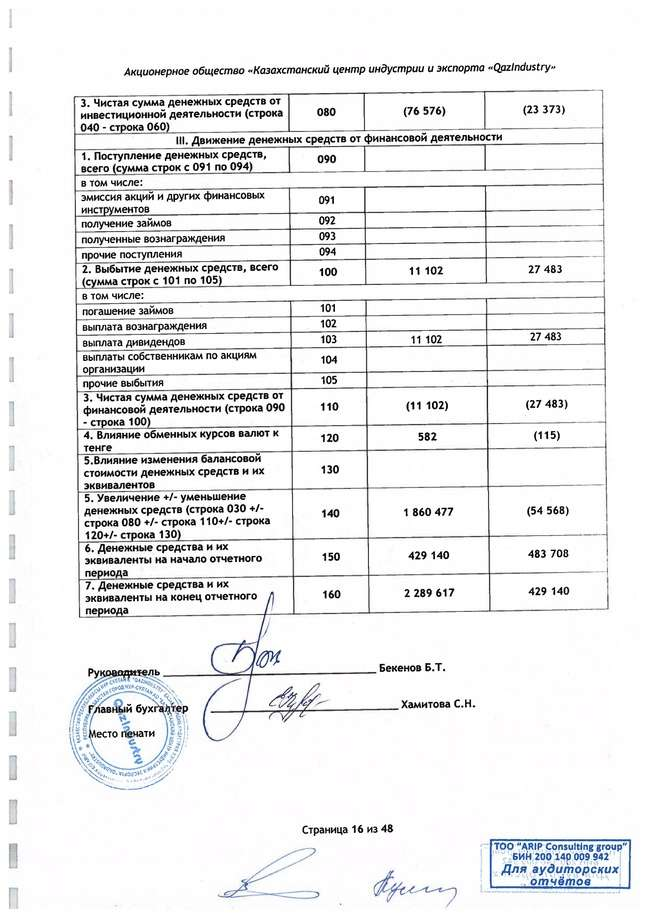 Акционерное общество «Казахстанский центр индустрии и экспорта «QazIndustry»
3. Чистая сумма денежных средств от
инвестиционной деятельности (строка
040 - строка 060)
080
(76 576)
(23 373)
III. Движение денежных средств от финансовой деятельности
1. Поступление денежных средств,
всего (сумма строк с 091 по 094)
090
в том числе:
эмиссия акций и других финансовых
инструментов
091
получение займов
092
полученные вознаграждения
093
прочие поступления
094
2. Выбытие денежных средств, всего
(сумма строк с 101 по 105)
100
11 102
27 483
в том числе:
погашение займов
101
выплата вознаграждения
102
выплата дивидендов
103
11 102
27 483
выплаты собственникам по акциям
организации
104
прочие выбытия
105
3. Чистая сумма денежных средств от
финансовой деятельности (строка 090
- строка 100)
110
(11 102)
(27 483)
4. Влияние обменных курсов валют к
тенге
120
582
(115)
5.Влияние изменения балансовой
стоимости денежных средств и их
эквивалентов
130
5. Увеличение +/- уменьшение
денежных средств (строка 030 +/-
строка 080 +/- строка 110+/- строка
120+/- строка 130)
140
1 860 477
(54 568)
6. Денежные средства и их
эквиваленты на начало отчетного
периода
150
429 140
483 708
7. Денежные средства и их
эквиваленты на конец отчетного
периода
160
2 289 617
429 140
Руководитель
Бекенов Б.Т.
Главный бухгалтер
Хамитова С.Н.
Место печати
QazIndustry
Страница 16 из 48
ТОО "ARIP Consulting group"
БИН 200 140 009 942
Для аудиторских
отчётов